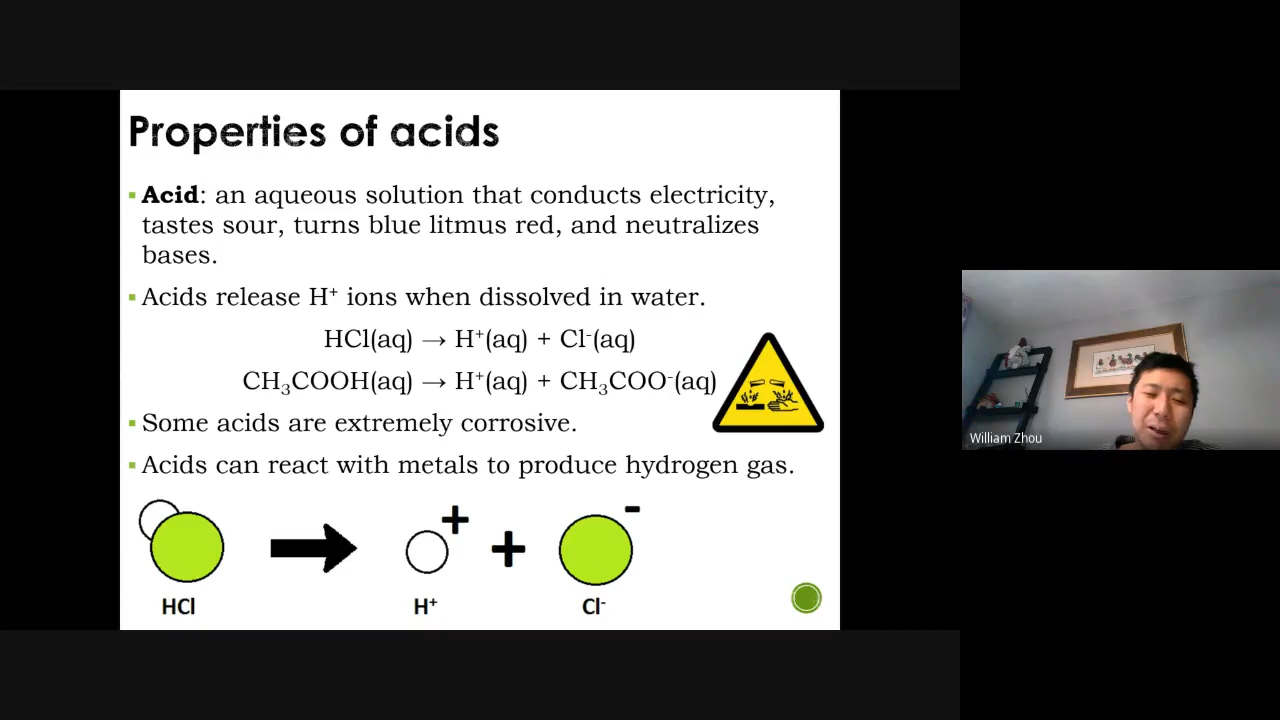 Properties of acids
▪ Acid: an aqueous solution that conducts electricity,
tastes sour, turns blue litmus red, and neutralizes
bases.
▪ Acids release H⁺ ions when dissolved in water.
HCl(aq) → H⁺(aq) + Cl⁻(aq)
CH₃COOH(aq) → H⁺(aq) + CH₃COO⁻(aq)
▪ Some acids are extremely corrosive.
▪ Acids can react with metals to produce hydrogen gas.
+ -
+
HCl H⁺ Cl⁻
William Zhou